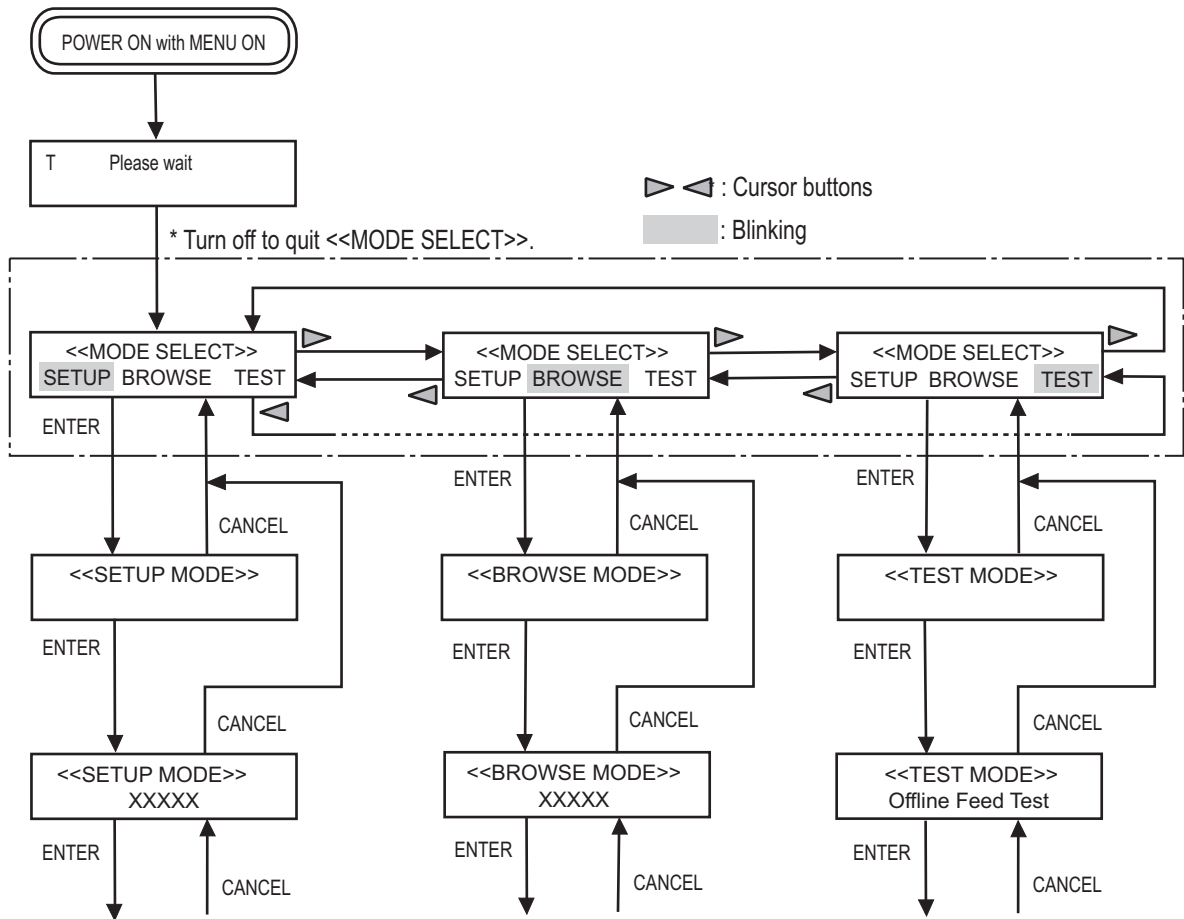 POWER ON with MENU ON
T Please wait
: Cursor buttons
: Blinking
* Turn off to quit <<MODE SELECT>>.
<<MODE SELECT>>
SETUP BROWSE TEST
<<MODE SELECT>>
SETUP BROWSE TEST
<<MODE SELECT>>
SETUP BROWSE TEST
ENTER
ENTER
ENTER
CANCEL
CANCEL
CANCEL
<<SETUP MODE>>
<<BROWSE MODE>>
<<TEST MODE>>
ENTER
ENTER
ENTER
CANCEL
CANCEL
CANCEL
<<SETUP MODE>>
XXXXX
<<BROWSE MODE>>
XXXXX
<<TEST MODE>>
Offline Feed Test
ENTER
ENTER
ENTER
CANCEL
CANCEL
CANCEL